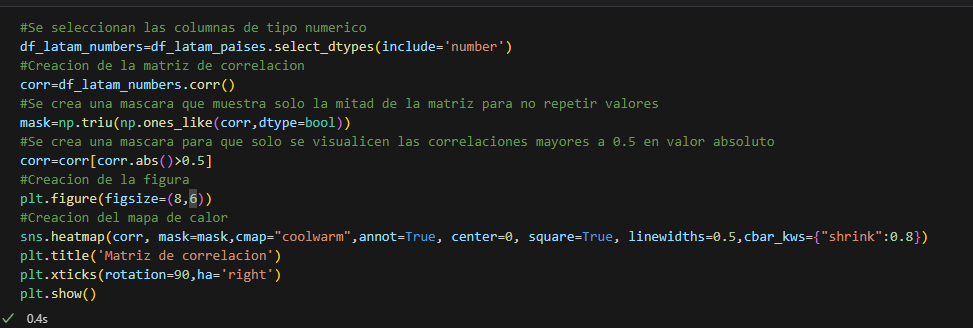 #Se seleccionan las columnas de tipo numerico
df_latam_numbers=df_latam_paises.select_dtypes(include='number')
#Creacion de la matriz de correlacion
corr=df_latam_numbers.corr()
#Se crea una mascara que muestra solo la mitad de la matriz para no repetir valores
mask=np.triu(np.ones_like(corr,dtype=bool))
#Se crea una mascara para que solo se visualicen las correlaciones mayores a 0.5 en valor absoluto
corr=corr[corr.abs()>0.5]
#Creacion de la figura
plt.figure(figsize=(8,6))
#Creacion del mapa de calor
sns.heatmap(corr, mask=mask,cmap="coolwarm",annot=True, center=0, square=True, linewidths=0.5,cbar_kws={"shrink":0.8})
plt.title('Matriz de correlacion')
plt.xticks(rotation=90,ha='right')
plt.show()
0.4s